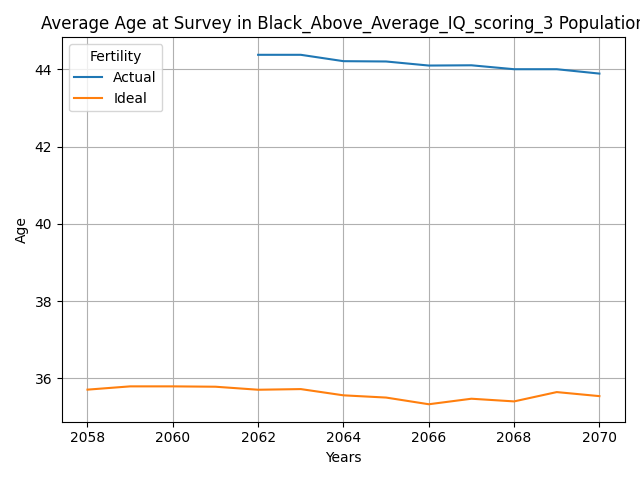 Average Age at Survey in Black_Above_Average_IQ_scoring_3 Population
Fertility
Actual
Ideal
Age
44
42
40
38
36
2058
2060
2062
2064
2066
2068
2070
Years